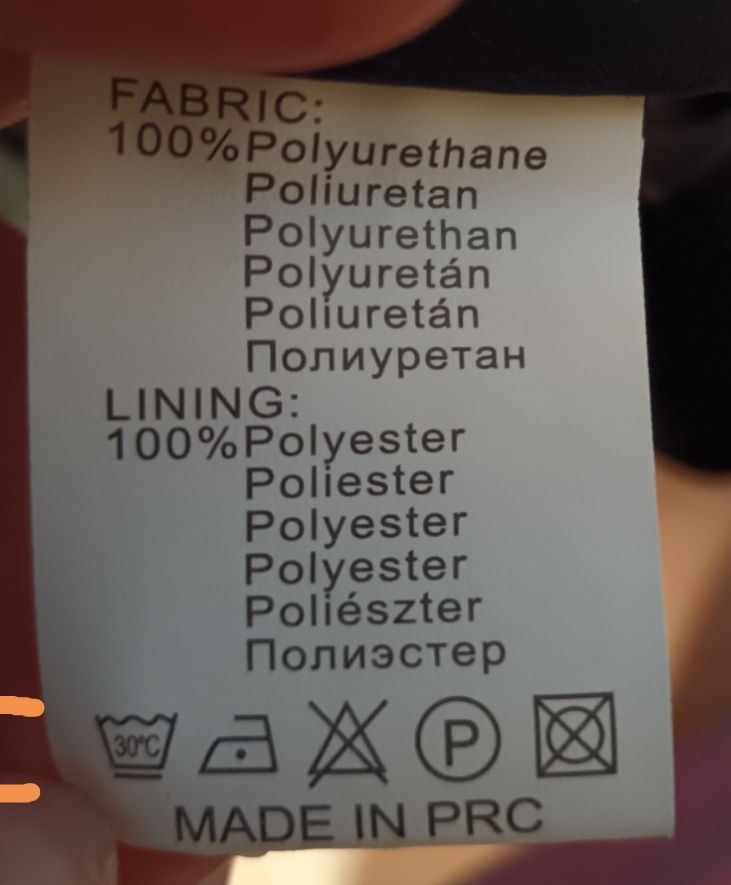 FABRIC:
100% Polyurethane
Poliuretan
Polyurethan
Polyuretán
Poliuretán
Полиуретан
LINING:
100% Polyester
Poliester
Polyester
Polyester
Poliészter
Полиэстер
30°C P
MADE IN PRC